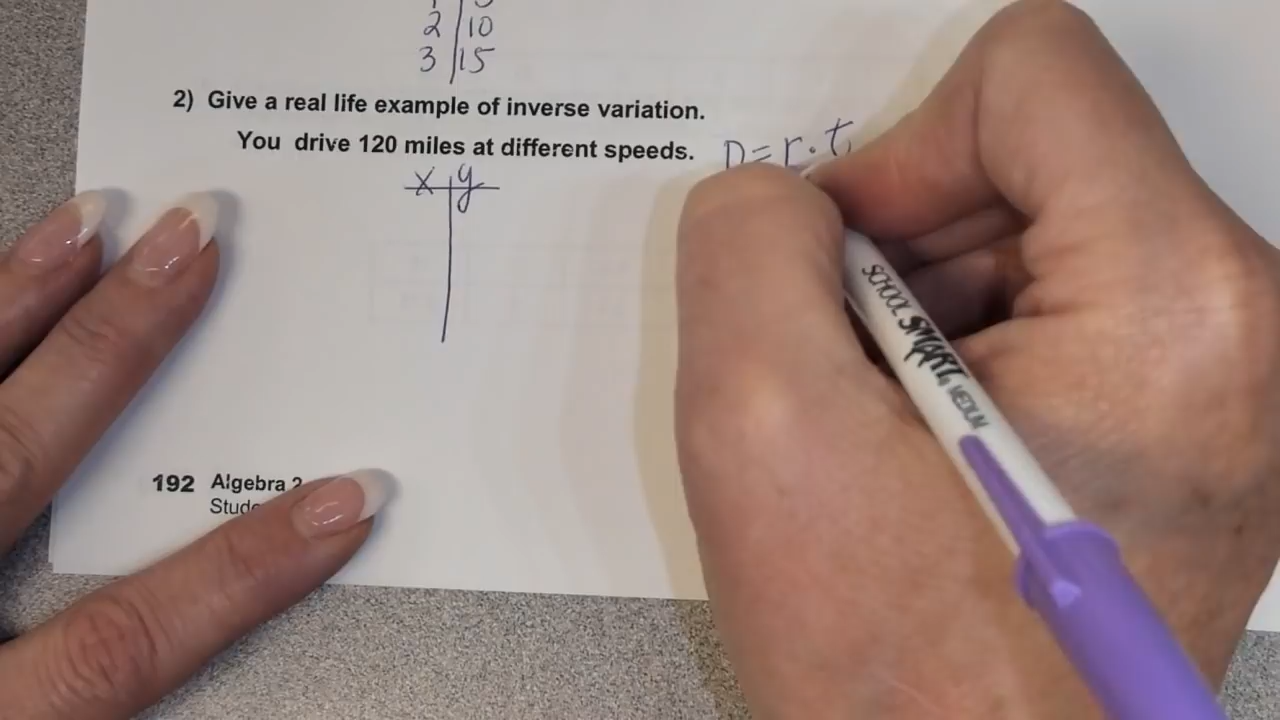 2 | 10
3 | 15
2) Give a real life example of inverse variation.
You drive 120 miles at different speeds. D = r · t
x | y
192 Algebra 2
SCHOOL SMART MEDIUM